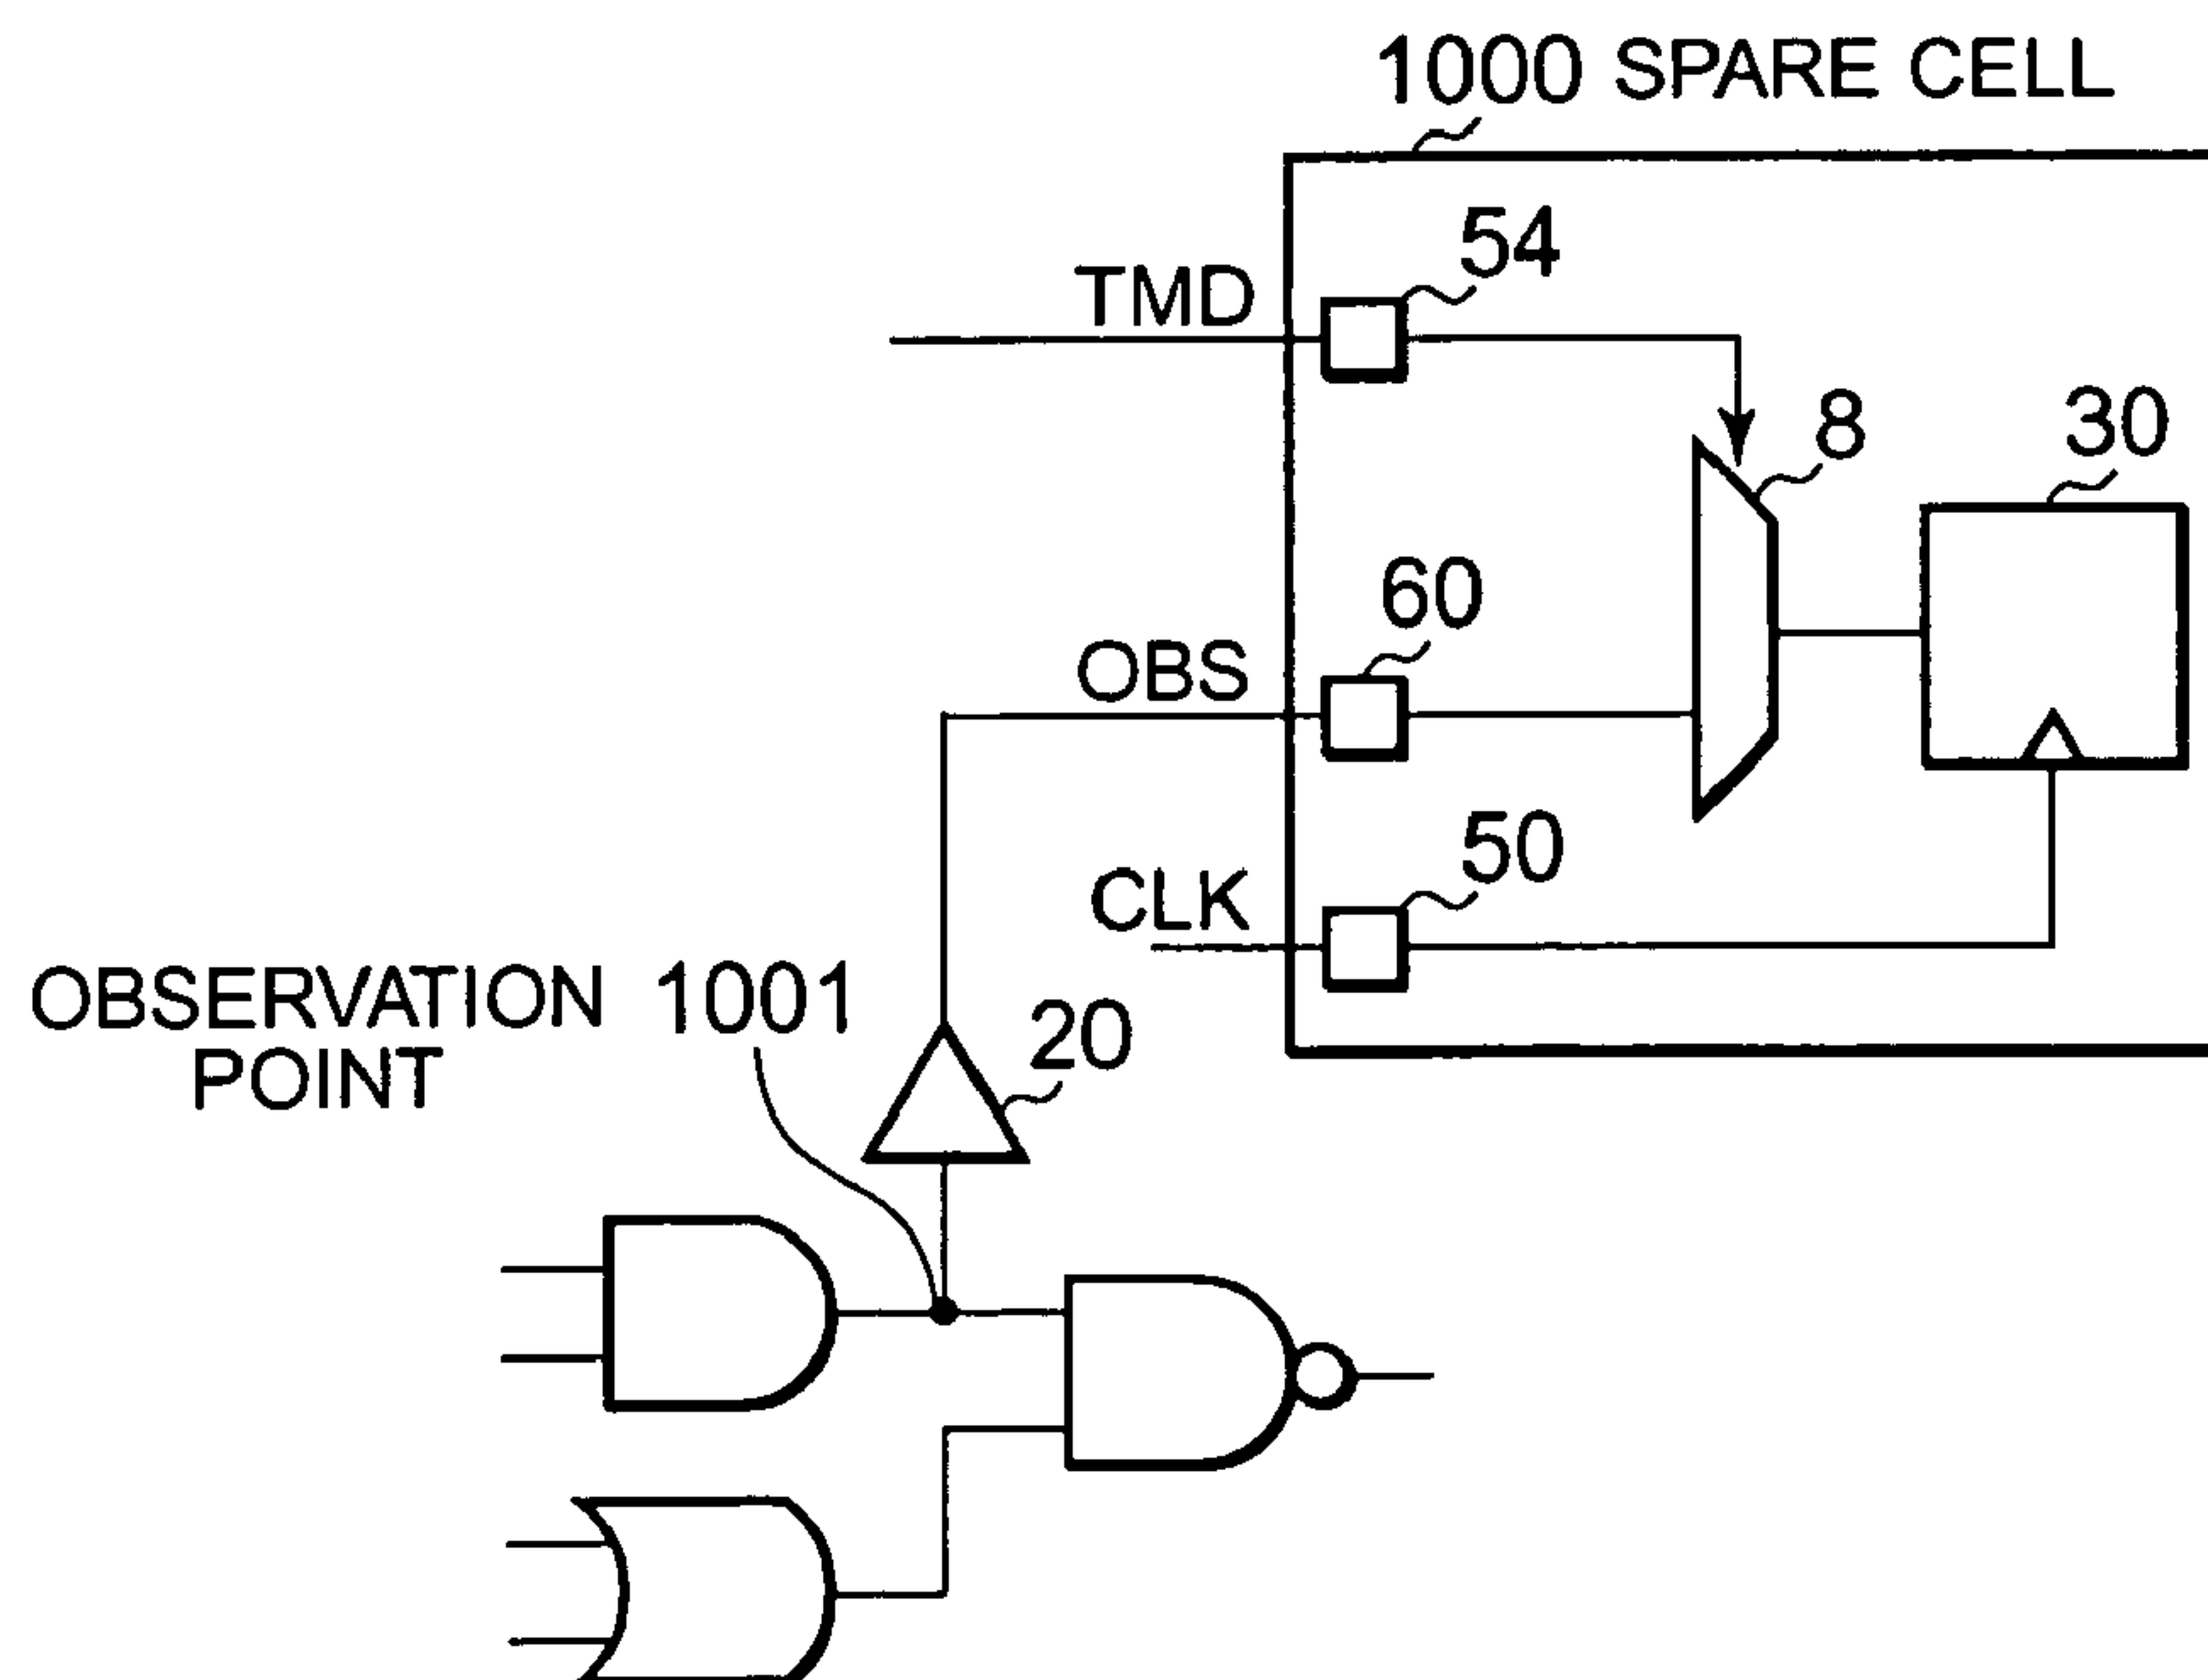 1000 SPARE CELL
54
TMD
8
30
60
OBS
50
CLK
OBSERVATION 1001
POINT
20